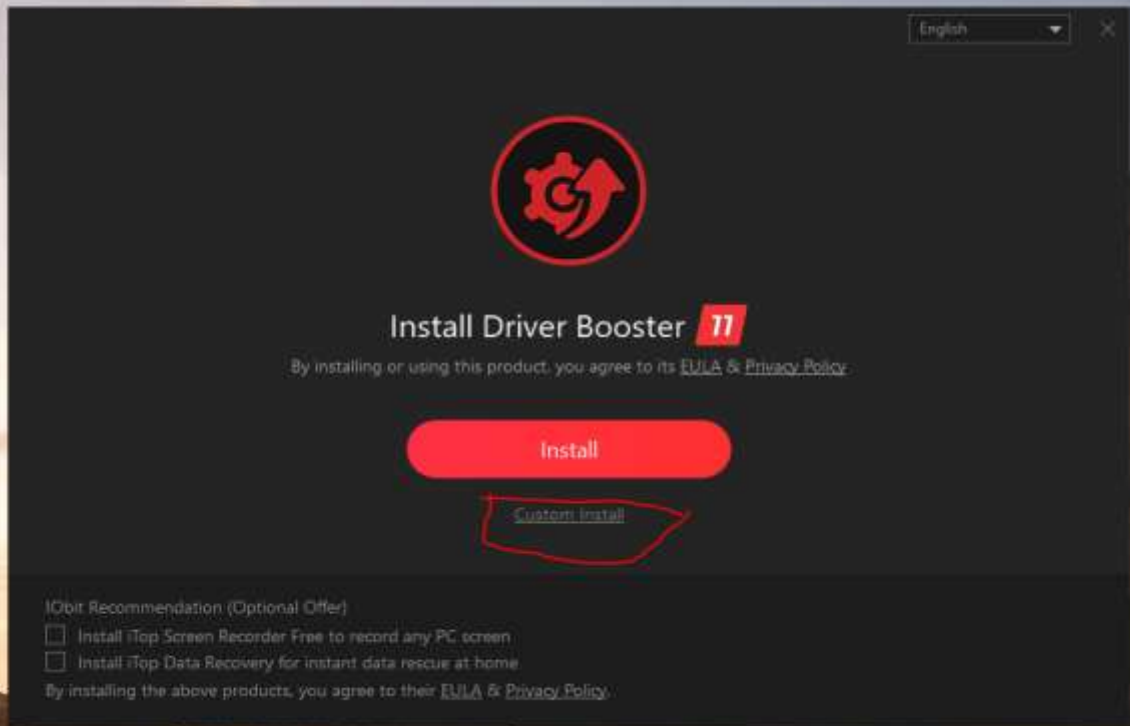 English
Install Driver Booster 11
By installing or using this product, you agree to its EULA & Privacy Policy
Install
Custom Install
IObit Recommendation (Optional Offer)
Install iTop Screen Recorder Free to record any PC screen
Install iTop Data Recovery for instant data rescue at home
By installing the above products, you agree to their EULA & Privacy Policy.